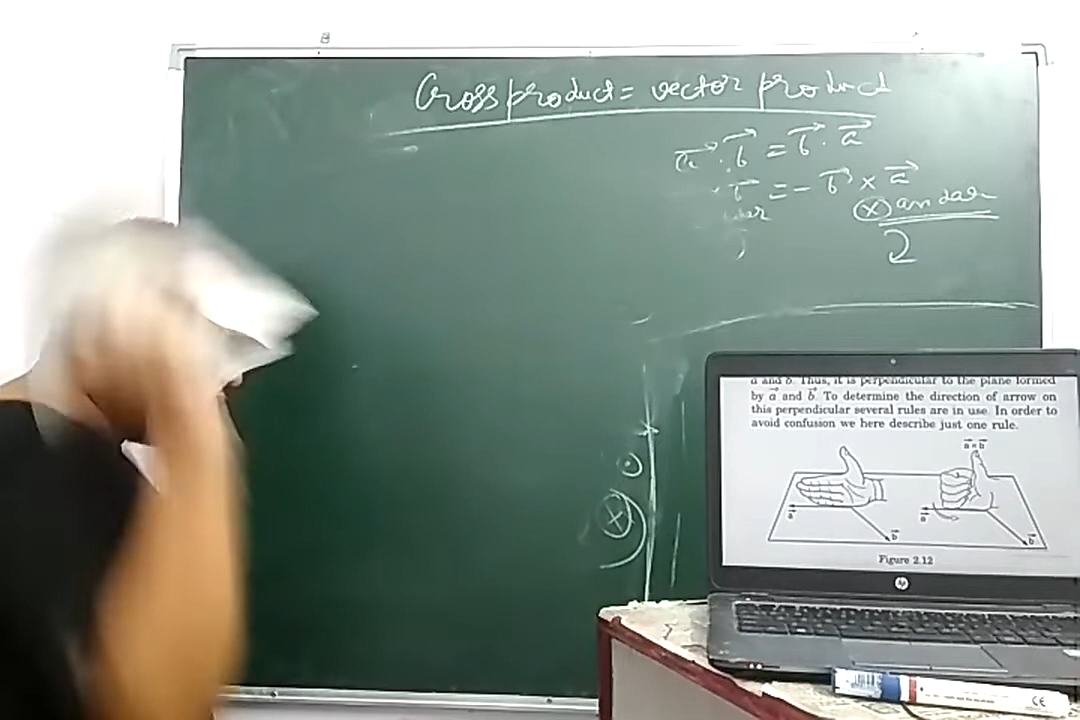 Cross product = vector product
a⃗ · b⃗ = b⃗ · a⃗
b⃗ = - b⃗ × a⃗
ⓧ andar
2
⊙
ⓧ
a and b. Thus, it is perpendicular to the plane formed
by a⃗ and b⃗. To determine the direction of arrow on
this perpendicular several rules are in use. In order to
avoid confusion we here describe just one rule.
a⃗ × b⃗
a⃗
b⃗
a⃗
b⃗
Figure 2.12
hp
CE